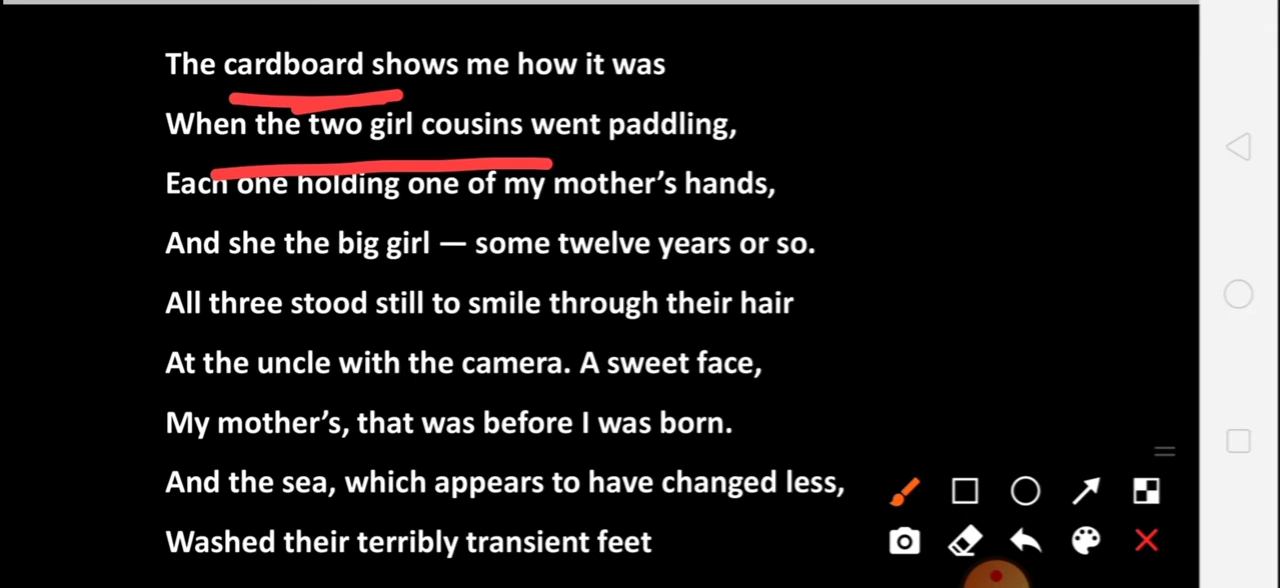 The cardboard shows me how it was
When the two girl cousins went paddling,
Each one holding one of my mother’s hands,
And she the big girl — some twelve years or so.
All three stood still to smile through their hair
At the uncle with the camera. A sweet face,
My mother’s, that was before I was born.
And the sea, which appears to have changed less,
Washed their terribly transient feet